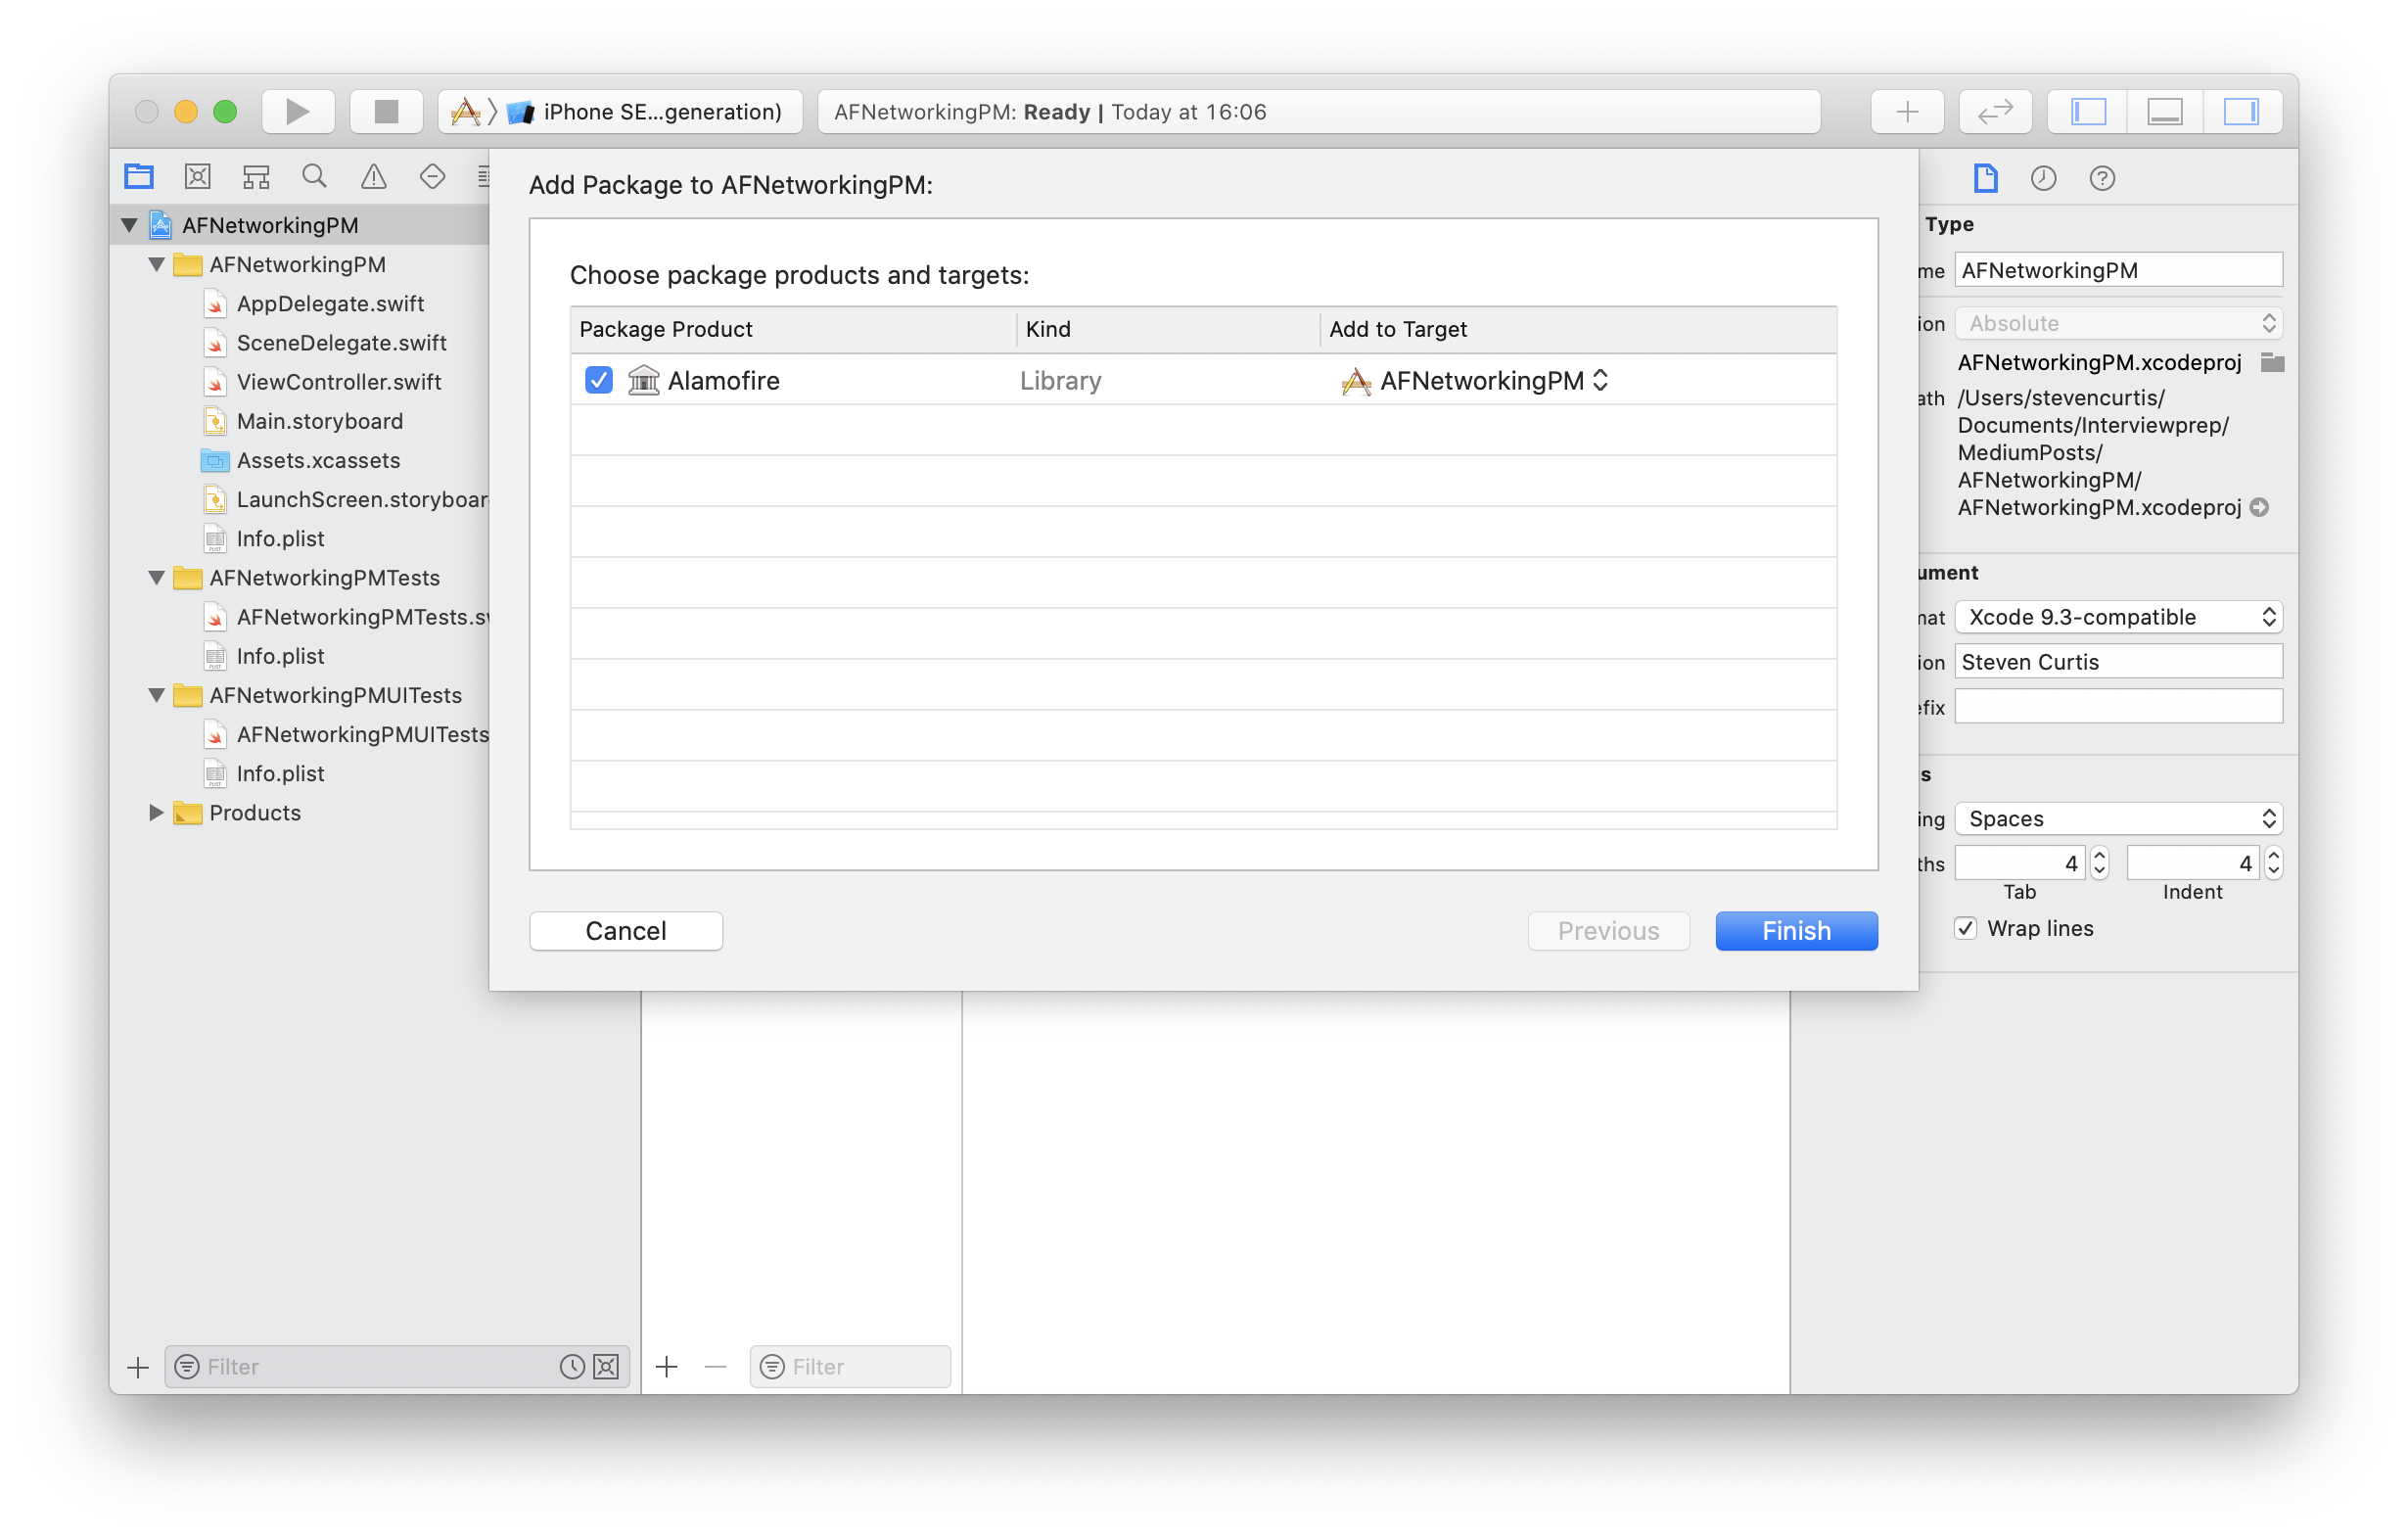 iPhone SE...generation)
AFNetworkingPM: Ready | Today at 16:06
AFNetworkingPM
AFNetworkingPM
AppDelegate.swift
SceneDelegate.swift
ViewController.swift
Main.storyboard
Assets.xcassets
LaunchScreen.storyboar
Info.plist
AFNetworkingPMTests
AFNetworkingPMTests.s
Info.plist
AFNetworkingPMUITests
AFNetworkingPMUITests
Info.plist
Products
Filter
Add Package to AFNetworkingPM:
Choose package products and targets:
Package Product Kind Add to Target
Alamofire Library AFNetworkingPM
Cancel Previous Finish
Filter
Type
me AFNetworkingPM
ion Absolute
AFNetworkingPM.xcodeproj
ath /Users/stevencurtis/
Documents/Interviewprep/
MediumPosts/
AFNetworkingPM/
AFNetworkingPM.xcodeproj
ument
mat Xcode 9.3-compatible
ion Steven Curtis
efix
s
ing Spaces
ths 4 4
Tab Indent
Wrap lines